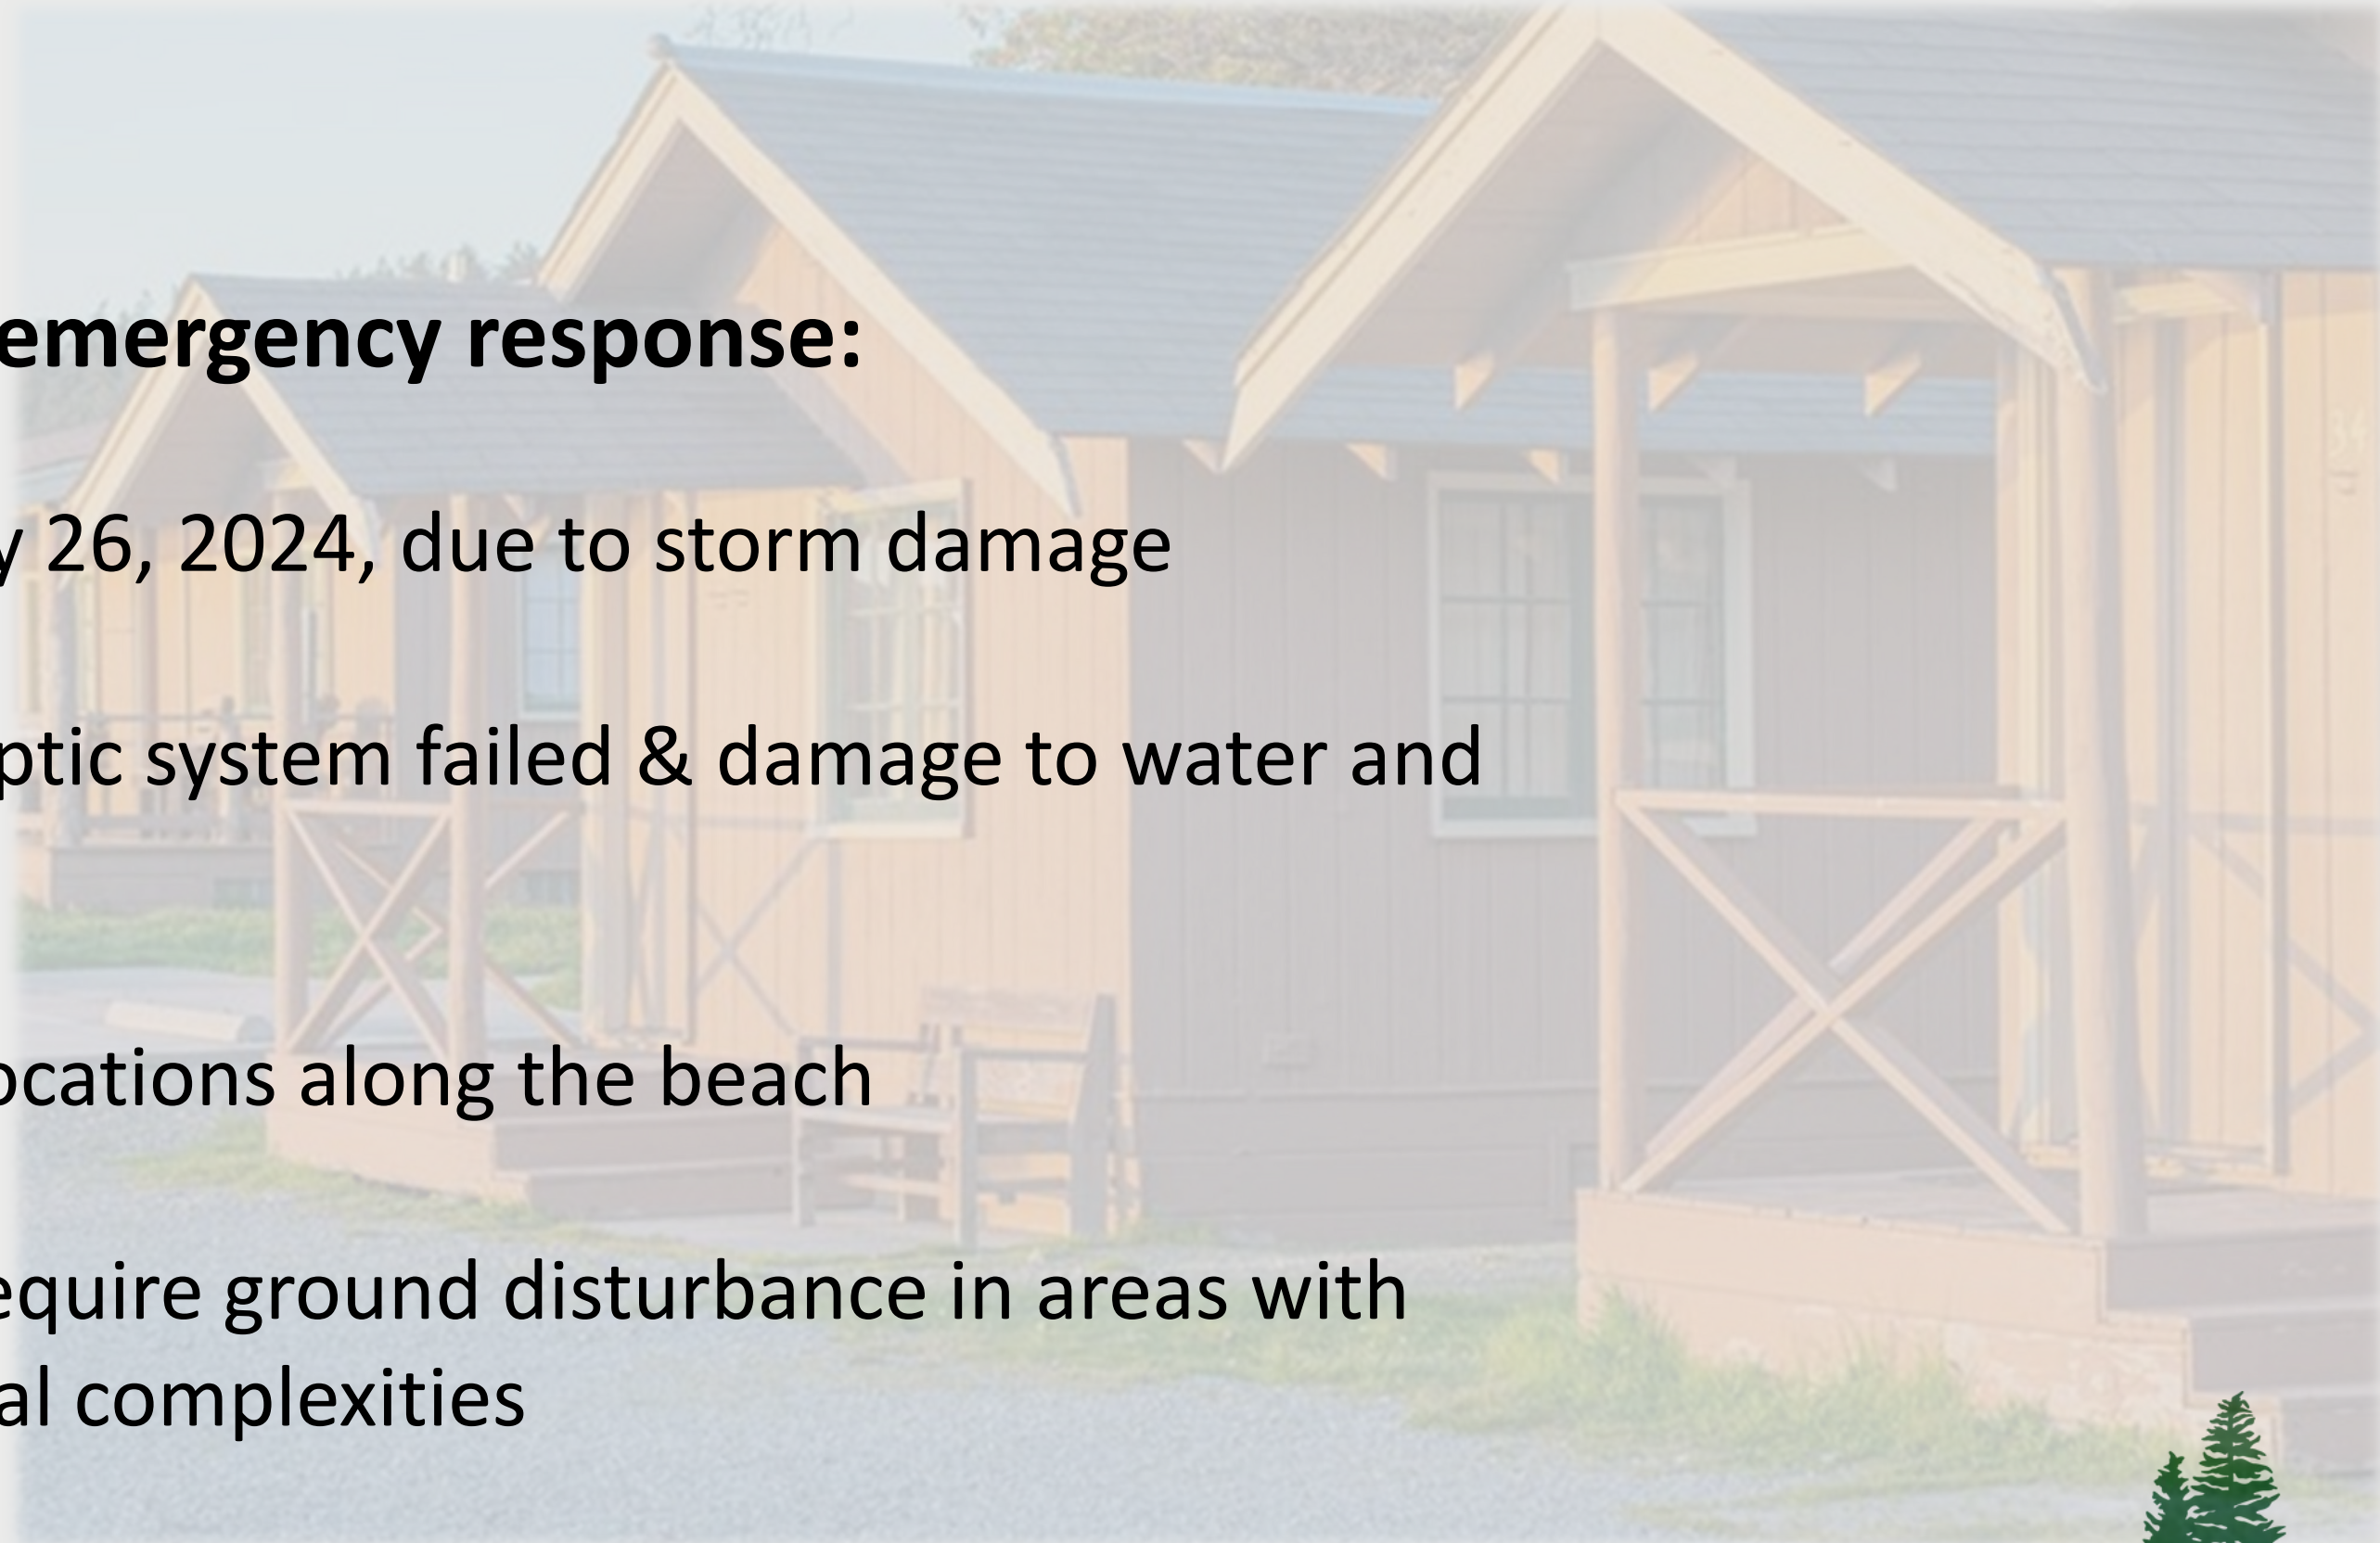 emergency response:
y 26, 2024, due to storm damage
ptic system failed & damage to water and
ocations along the beach
equire ground disturbance in areas with
al complexities
34